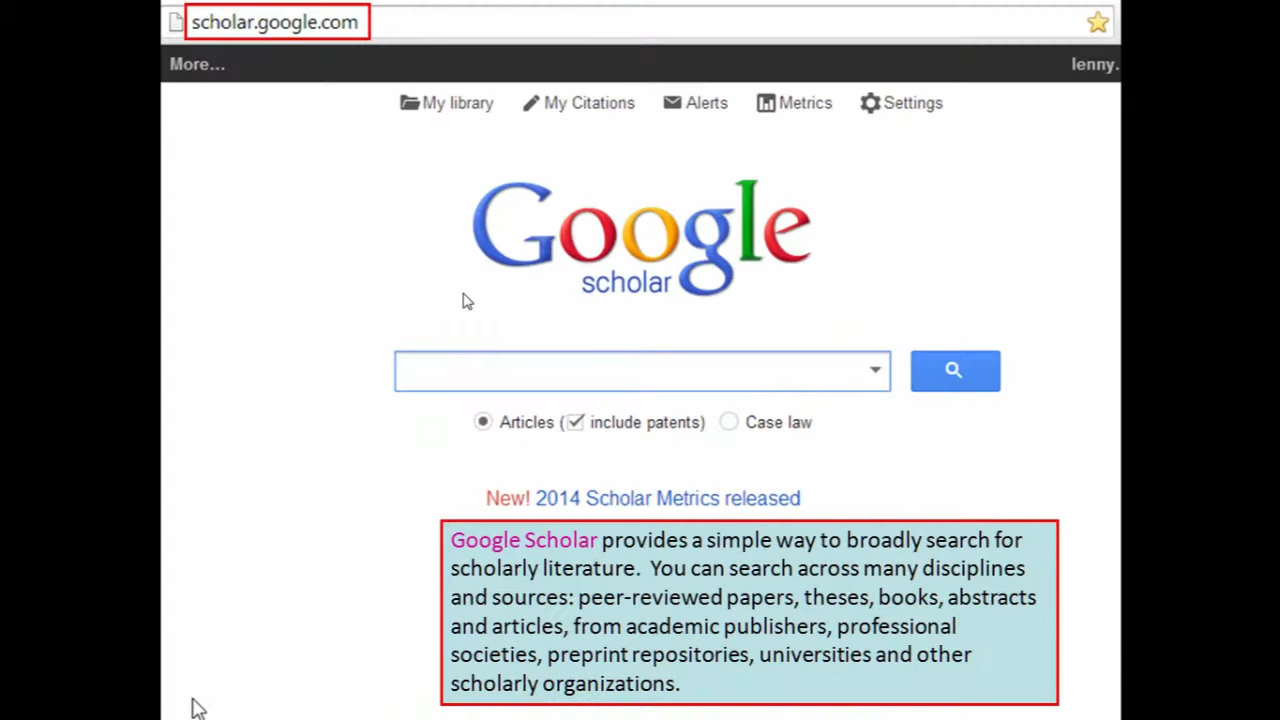 scholar.google.com
More...
lenny.
My library My Citations Alerts Metrics Settings
Google
scholar
Articles ( include patents) Case law
New! 2014 Scholar Metrics released
Google Scholar provides a simple way to broadly search for
scholarly literature. You can search across many disciplines
and sources: peer-reviewed papers, theses, books, abstracts
and articles, from academic publishers, professional
societies, preprint repositories, universities and other
scholarly organizations.